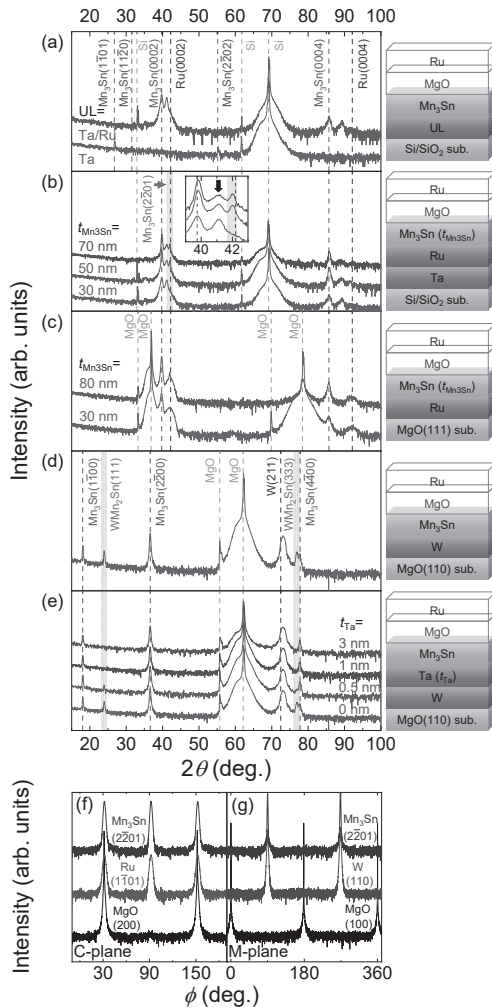 20 30 40 50 60 70 80 90 100
(a)
Mn3Sn(11̅01)
Mn3Sn(112̅0)
Si
Mn3Sn(0002)
Ru(0002)
Mn3Sn(22̅02)
Si
Si
Mn3Sn(0004)
Ru(0004)
UL=
Ta/Ru
Ta
Ru
MgO
Mn3Sn
UL
Si/SiO2 sub.
(b)
Mn3Sn(22̅01)
40 42
tMn3Sn=
70 nm
50 nm
30 nm
Ru
MgO
Mn3Sn (tMn3Sn)
Ru
Ta
Si/SiO2 sub.
(c)
MgO
MgO
MgO
MgO
tMn3Sn=
80 nm
30 nm
Ru
MgO
Mn3Sn (tMn3Sn)
Ru
MgO(111) sub.
(d)
Mn3Sn(11̅00)
WMn2Sn(111)
Mn3Sn(22̅00)
MgO
MgO
W(211)
WMn2Sn(333)
Mn3Sn(44̅00)
Ru
MgO
Mn3Sn
W
MgO(110) sub.
(e)
tTa=
3 nm
1 nm
0.5 nm
0 nm
Ru
MgO
Mn3Sn
Ta (tTa)
W
MgO(110) sub.
Intensity (arb. units)
20 30 40 50 60 70 80 90 100
2θ (deg.)
(f)
Mn3Sn
(22̅01)
Ru
(11̅01)
MgO
(200)
C-plane
(g)
Mn3Sn
(22̅01)
W
(110)
MgO
(100)
M-plane
Intensity (arb. units)
30 90 150 0 180 360
ϕ (deg.)